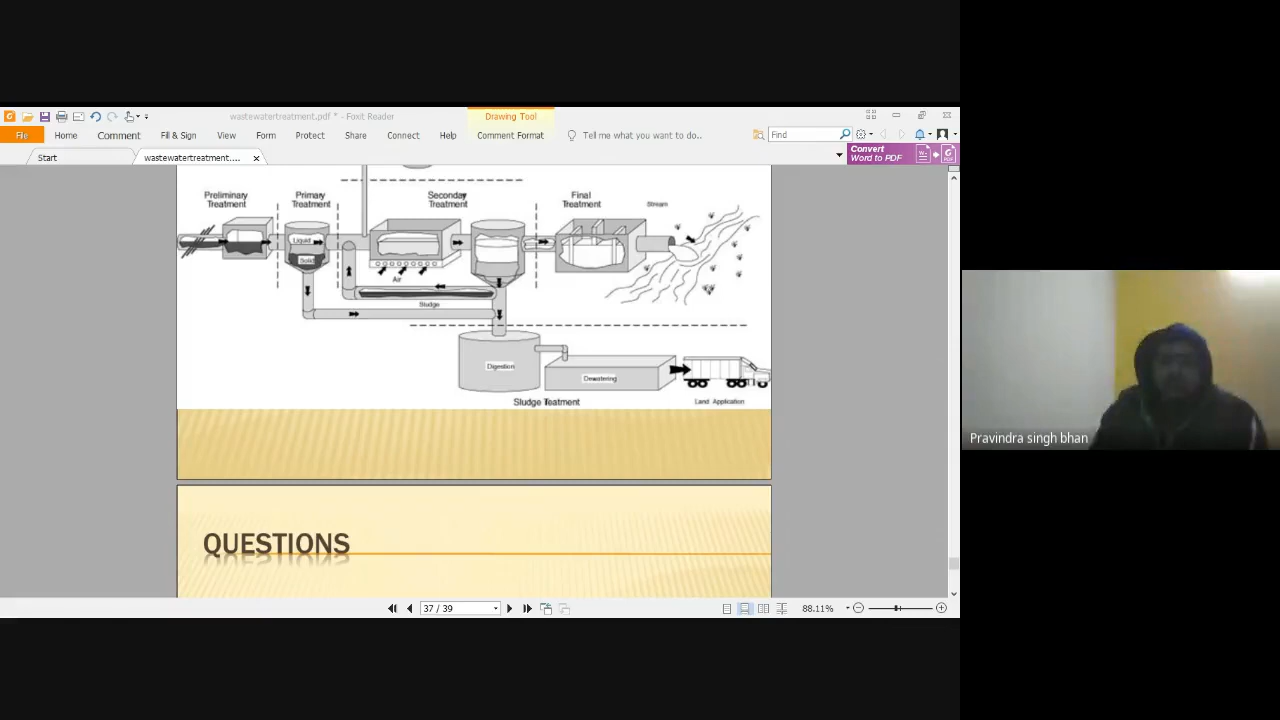 wastewatertreatment.pdf * - Foxit Reader
Drawing Tool
File
Home
Comment
Fill & Sign
View
Form
Protect
Share
Connect
Help
Comment Format
Tell me what you want to do..
Find
Start
wastewatertreatment....
Convert
Word to PDF
Preliminary
Treatment
Primary
Treatment
Seconday
Treatment
Final
Treatment
Stream
Liquid
Solid
Air
Sludge
Digestion
Dewatering
Sludge Teatment
Land Application
QUESTIONS
37 / 39
88.11%
Pravindra singh bhan